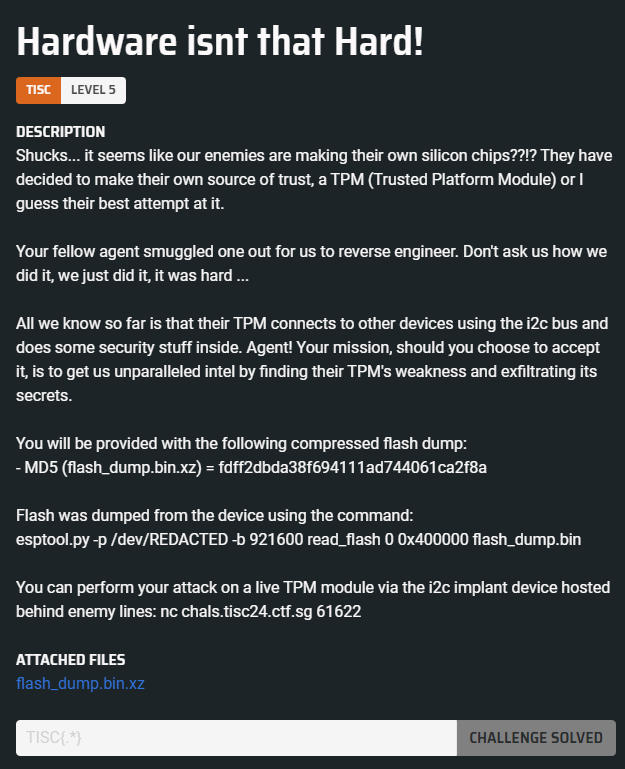 Hardware isnt that Hard!
TISC LEVEL 5
DESCRIPTION
Shucks... it seems like our enemies are making their own silicon chips??!? They have
decided to make their own source of trust, a TPM (Trusted Platform Module) or I
guess their best attempt at it.
Your fellow agent smuggled one out for us to reverse engineer. Don't ask us how we
did it, we just did it, it was hard ...
All we know so far is that their TPM connects to other devices using the i2c bus and
does some security stuff inside. Agent! Your mission, should you choose to accept
it, is to get us unparalleled intel by finding their TPM's weakness and exfiltrating its
secrets.
You will be provided with the following compressed flash dump:
- MD5 (flash_dump.bin.xz) = fdff2dbda38f694111ad744061ca2f8a
Flash was dumped from the device using the command:
esptool.py -p /dev/REDACTED -b 921600 read_flash 0 0x400000 flash_dump.bin
You can perform your attack on a live TPM module via the i2c implant device hosted
behind enemy lines: nc chals.tisc24.ctf.sg 61622
ATTACHED FILES
flash_dump.bin.xz
TISC{.*}
CHALLENGE SOLVED